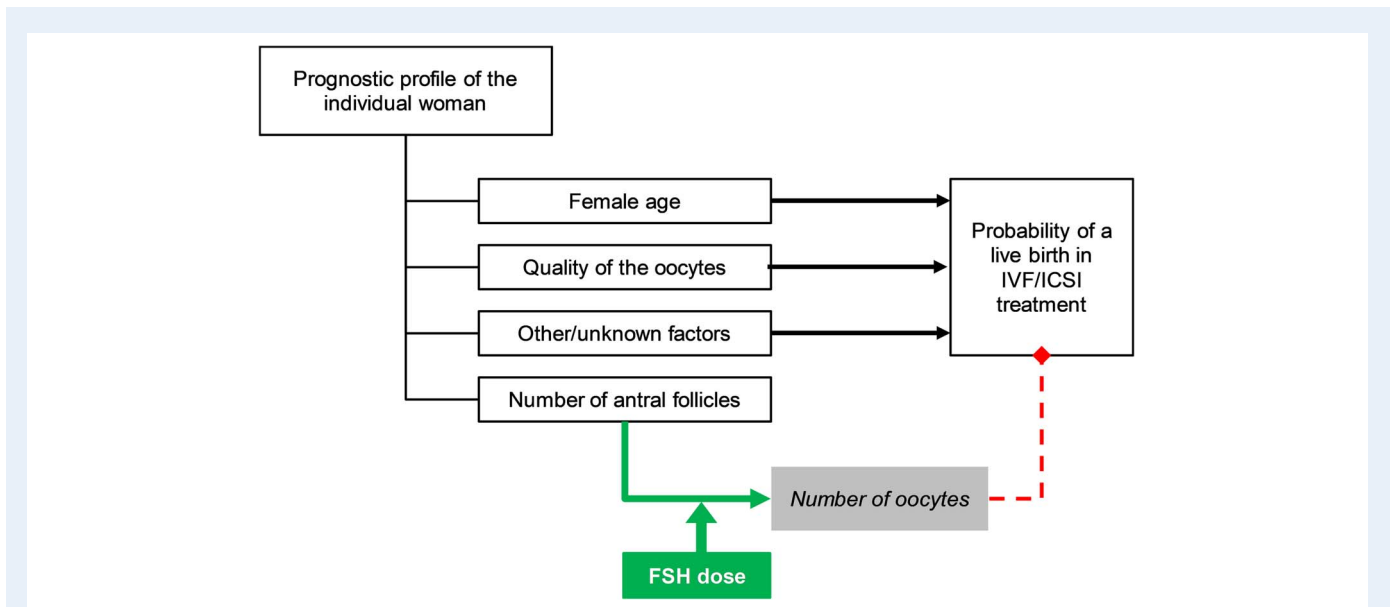 Prognostic profile of the
individual woman
Female age
Quality of the oocytes
Other/unknown factors
Number of antral follicles
Probability of a
live birth in
IVF/ICSI
treatment
Number of oocytes
FSH dose